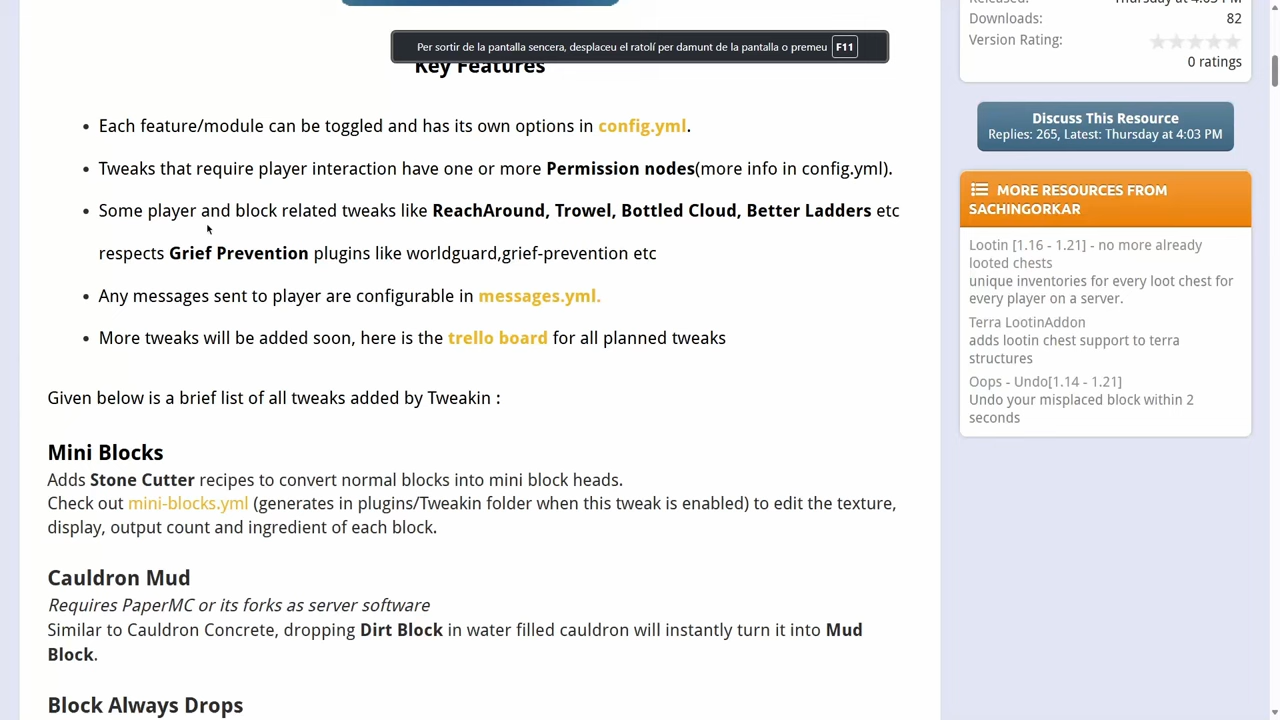 Per sortir de la pantalla sencera, desplaceu el ratolí per damunt de la pantalla o premeu F11
Key Features
Each feature/module can be toggled and has its own options in config.yml.
Tweaks that require player interaction have one or more Permission nodes(more info in config.yml).
Some player and block related tweaks like ReachAround, Trowel, Bottled Cloud, Better Ladders etc
respects Grief Prevention plugins like worldguard,grief-prevention etc
Any messages sent to player are configurable in messages.yml.
More tweaks will be added soon, here is the trello board for all planned tweaks
Given below is a brief list of all tweaks added by Tweakin :
Mini Blocks
Adds Stone Cutter recipes to convert normal blocks into mini block heads.
Check out mini-blocks.yml (generates in plugins/Tweakin folder when this tweak is enabled) to edit the texture,
display, output count and ingredient of each block.
Cauldron Mud
Requires PaperMC or its forks as server software
Similar to Cauldron Concrete, dropping Dirt Block in water filled cauldron will instantly turn it into Mud
Block.
Block Always Drops
Released: Thursday at 4:03 PM
Downloads: 82
Version Rating:
0 ratings
Discuss This Resource
Replies: 265, Latest: Thursday at 4:03 PM
MORE RESOURCES FROM
SACHINGORKAR
Lootin [1.16 - 1.21] - no more already
looted chests
unique inventories for every loot chest for
every player on a server.
Terra LootinAddon
adds lootin chest support to terra
structures
Oops - Undo[1.14 - 1.21]
Undo your misplaced block within 2
seconds